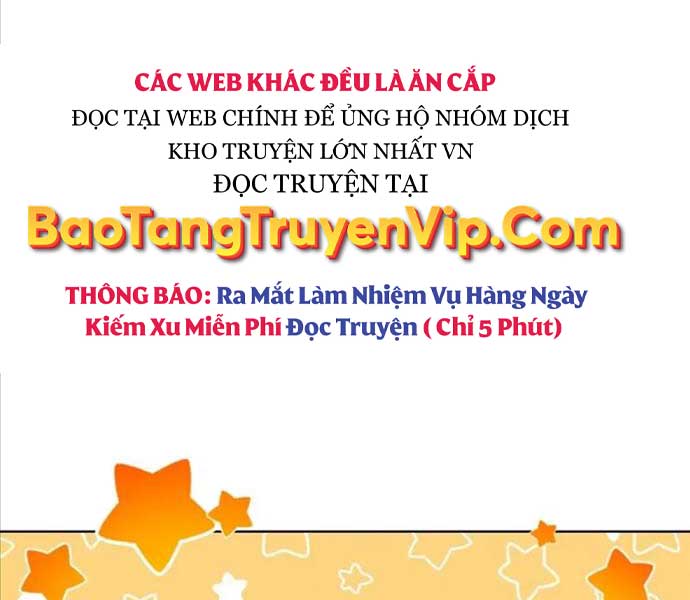 CÁC WEB KHÁC ĐỀU LÀ ĂN CẮP
ĐỌC TẠI WEB CHÍNH ĐỂ ỦNG HỘ NHÓM DỊCH
KHO TRUYỆN LỚN NHẤT VN
ĐỌC TRUYỆN TẠI
BaoTangTruyenVip.Com
THÔNG BÁO: Ra Mắt Làm Nhiệm Vụ Hàng Ngày
Kiếm Xu Miễn Phí Đọc Truyện ( Chỉ 5 Phút)